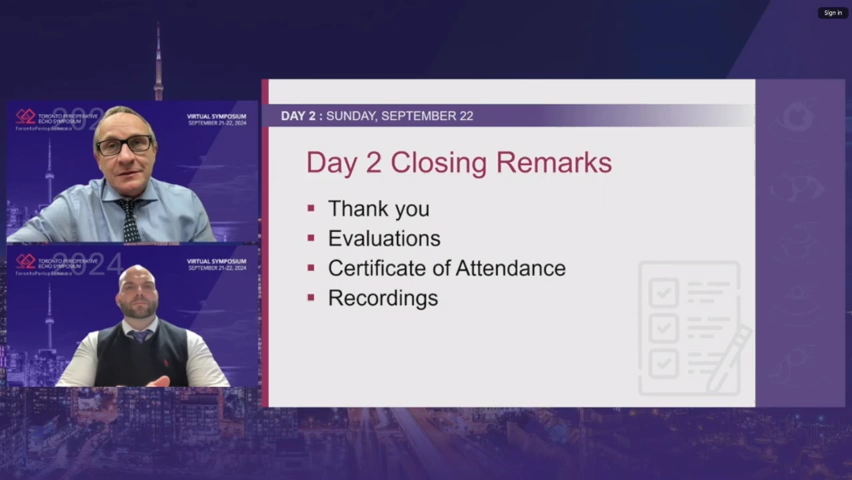 Sign in
2024
TORONTO PERIOPERATIVE
ECHO SYMPOSIUM
VIRTUAL SYMPOSIUM
SEPTEMBER 21-22, 2024
DAY 2 : SUNDAY, SEPTEMBER 22
Day 2 Closing Remarks
Thank you
Evaluations
Certificate of Attendance
Recordings
2024
TORONTO PERIOPERATIVE
ECHO SYMPOSIUM
VIRTUAL SYMPOSIUM
SEPTEMBER 21-22, 2024